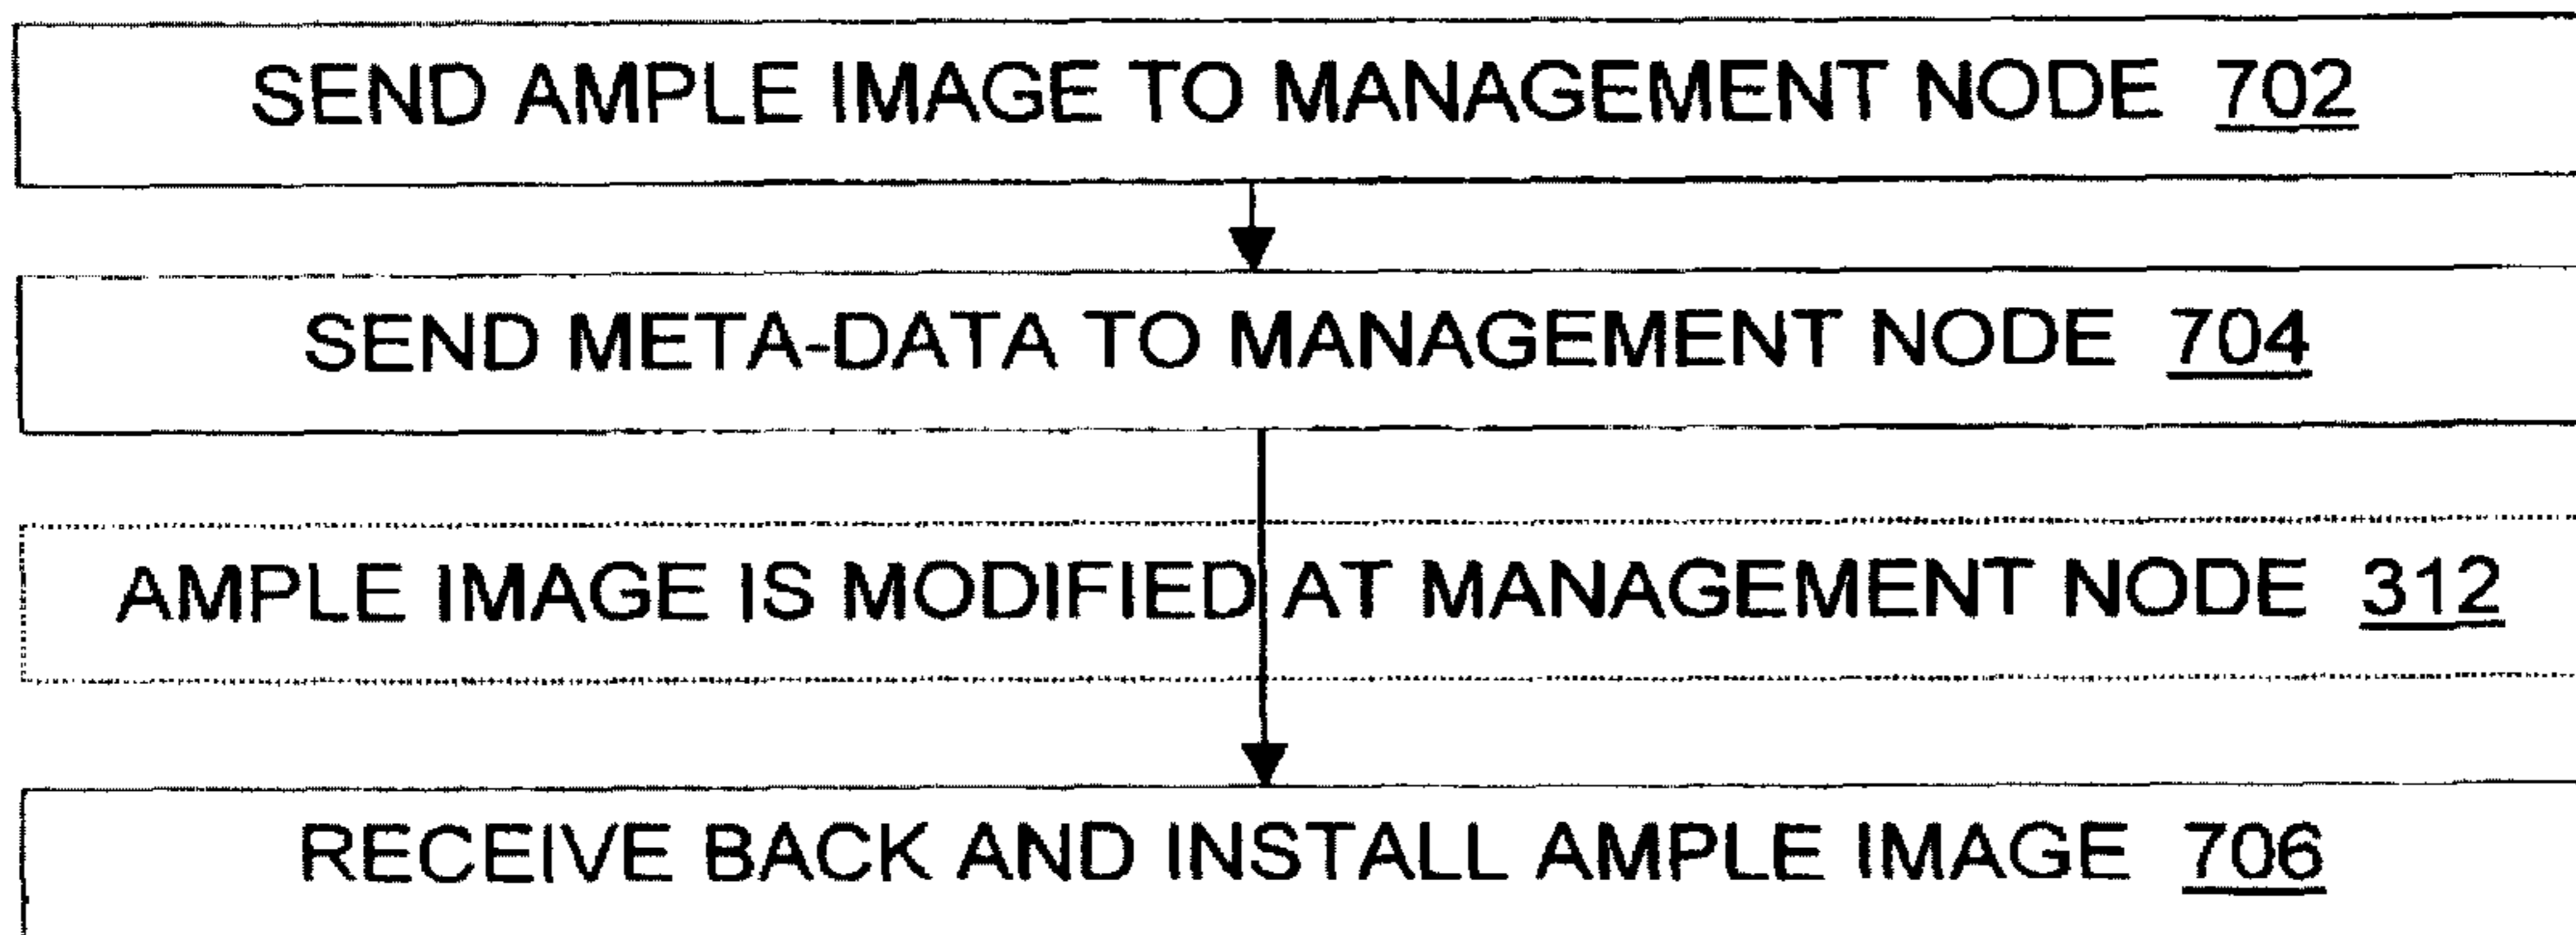 SEND AMPLE IMAGE TO MANAGEMENT NODE 702
SEND META-DATA TO MANAGEMENT NODE 704
AMPLE IMAGE IS MODIFIED AT MANAGEMENT NODE 312
RECEIVE BACK AND INSTALL AMPLE IMAGE 706